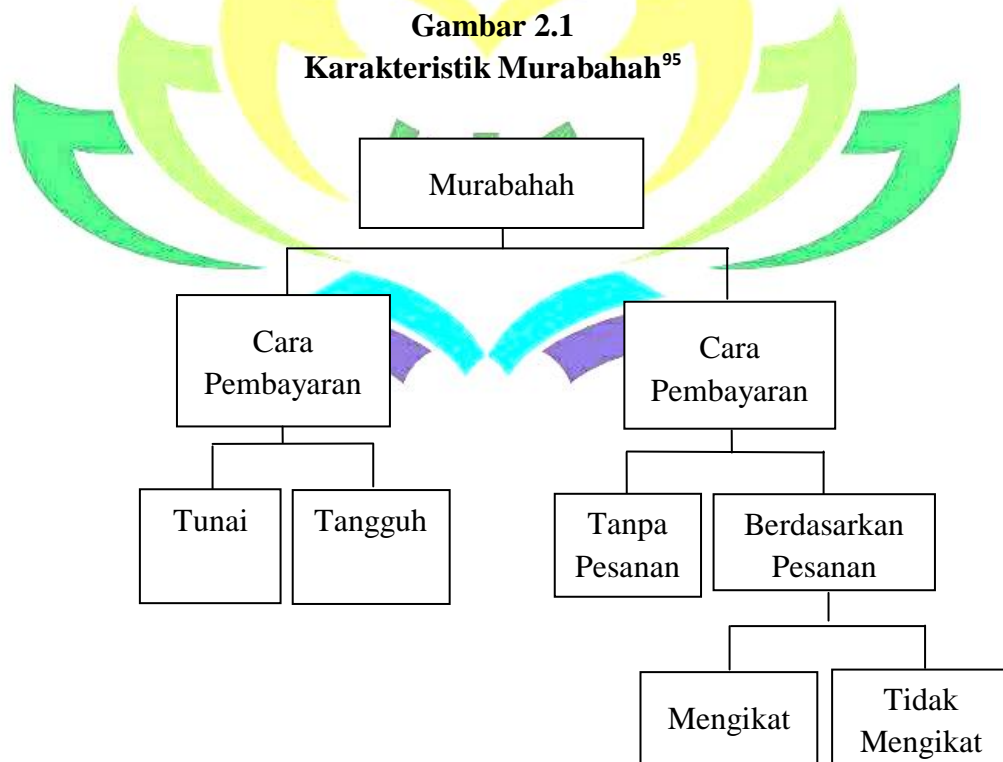 Gambar 2.1
Karakteristik Murabahah⁹⁵
Murabahah
Cara
Pembayaran
Cara
Pembayaran
Tunai
Tangguh
Tanpa
Pesanan
Berdasarkan
Pesanan
Mengikat
Tidak
Mengikat